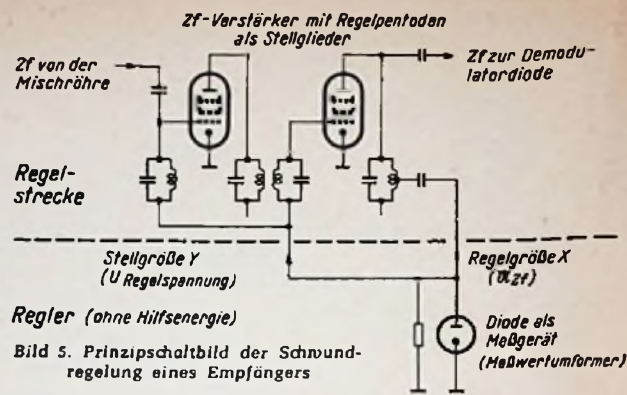 Zf-Verstärker mit Regelpentoden
als Stellglieder
Zf von der
Mischröhre
Zf zur Demodu-
latordiode
Regel-
strecke
Stellgröße Y
(U Regelspannung)
Regelgröße X
(ūzf)
Regler (ohne Hilfsenergie)
Diode als
Meßgerät
(Meßwertumformer)
Bild 5. Prinzipschaltbild der Schwund-
regelung eines Empfängers